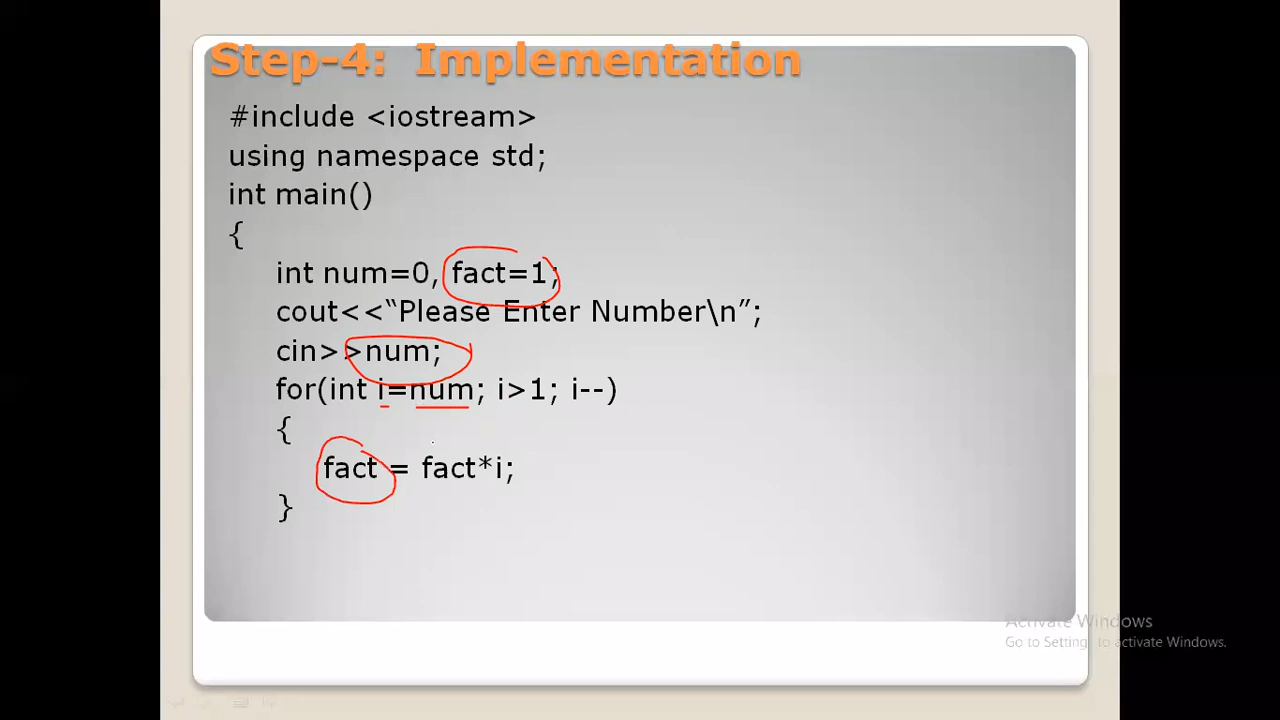 Step-4: Implementation
#include <iostream>
using namespace std;
int main()
{
int num=0, fact=1;
cout<<“Please Enter Number\n”;
cin>>num;
for(int i=num; i>1; i--)
{
fact = fact*i;
}
Activate Windows
Go to Settings to activate Windows.